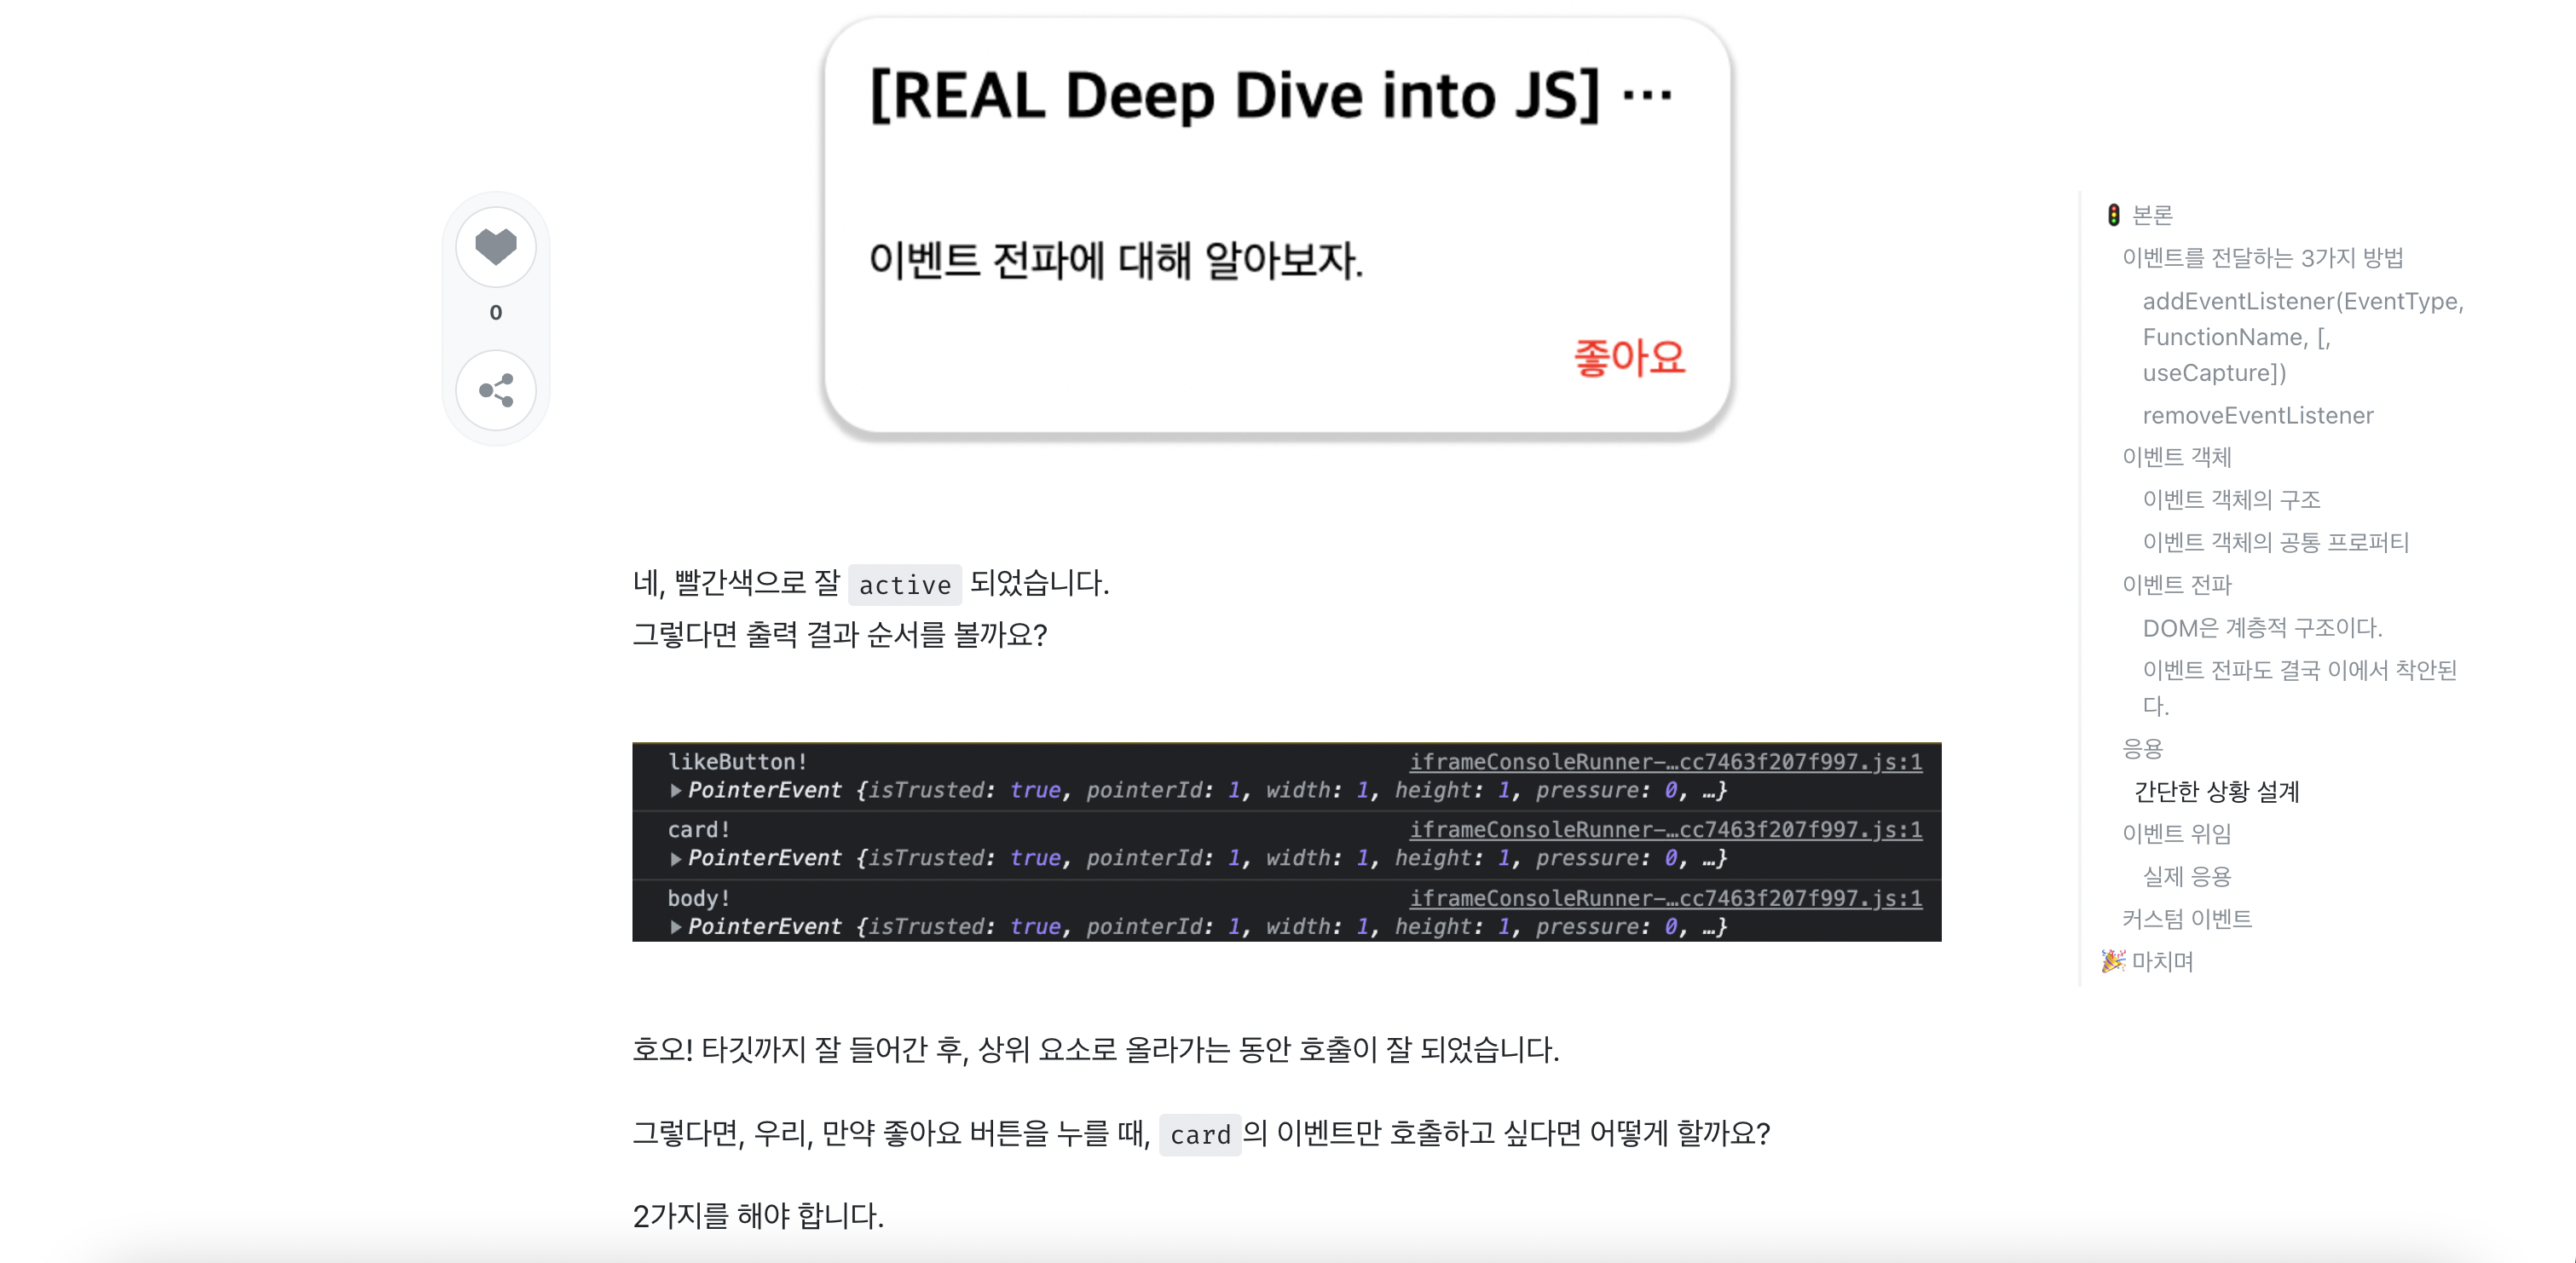 [REAL Deep Dive into JS] ···
이벤트 전파에 대해 알아보자.
좋아요
0
네, 빨간색으로 잘 active 되었습니다.
그렇다면 출력 결과 순서를 볼까요?
likeButton! iframeConsoleRunner-…cc7463f207f997.js:1
▶PointerEvent {isTrusted: true, pointerId: 1, width: 1, height: 1, pressure: 0, …}
card! iframeConsoleRunner-…cc7463f207f997.js:1
▶PointerEvent {isTrusted: true, pointerId: 1, width: 1, height: 1, pressure: 0, …}
body! iframeConsoleRunner-…cc7463f207f997.js:1
▶PointerEvent {isTrusted: true, pointerId: 1, width: 1, height: 1, pressure: 0, …}
호오! 타깃까지 잘 들어간 후, 상위 요소로 올라가는 동안 호출이 잘 되었습니다.
그렇다면, 우리, 만약 좋아요 버튼을 누를 때, card의 이벤트만 호출하고 싶다면 어떻게 할까요?
2가지를 해야 합니다.
🚦 본론
이벤트를 전달하는 3가지 방법
addEventListener(EventType,
FunctionName, [,
useCapture])
removeEventListener
이벤트 객체
이벤트 객체의 구조
이벤트 객체의 공통 프로퍼티
이벤트 전파
DOM은 계층적 구조이다.
이벤트 전파도 결국 이에서 착안된
다.
응용
간단한 상황 설계
이벤트 위임
실제 응용
커스텀 이벤트
🎉 마치며